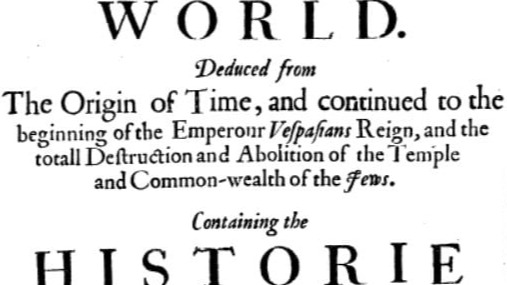 WORLD.
Deduced from
The Origin of Time, and continued to the
beginning of the Emperour Veſpaſians Reign, and the
totall Deſtruction and Abolition of the Temple
and Common-wealth of the Jews.
Containing the
HISTORIE